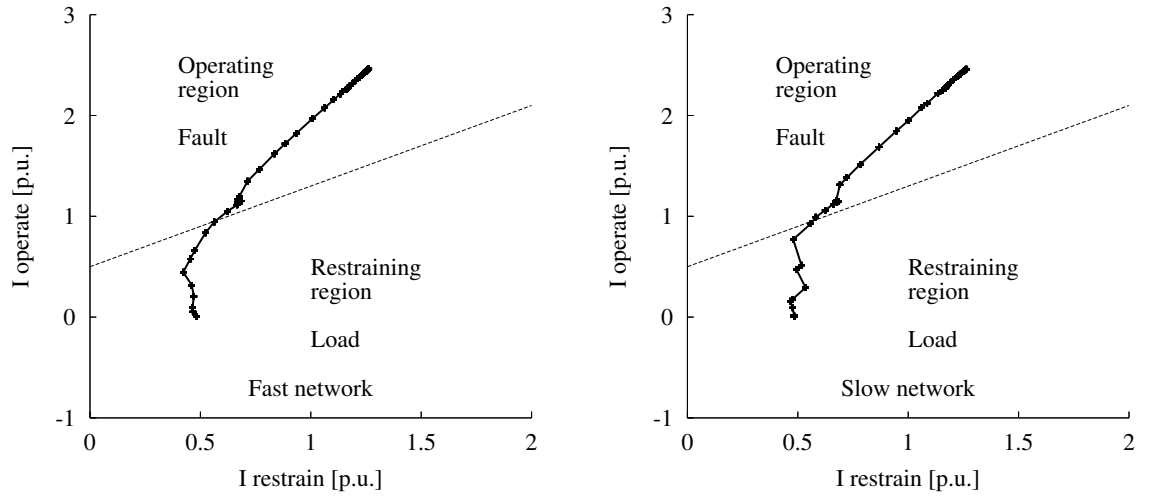 3
2
1
0
-1
0
0.5
1
1.5
2
I operate [p.u.]
I restrain [p.u.]
Operating
region
Fault
Restraining
region
Load
Fast network
3
2
1
0
-1
0
0.5
1
1.5
2
I operate [p.u.]
I restrain [p.u.]
Operating
region
Fault
Restraining
region
Load
Slow network